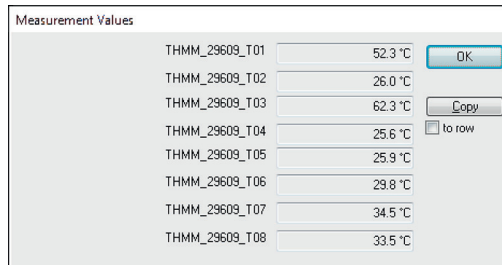 Measurement Values
THMM_29609_T01 52.3 °C OK
THMM_29609_T02 26.0 °C
THMM_29609_T03 62.3 °C Copy
THMM_29609_T04 25.6 °C to row
THMM_29609_T05 25.9 °C
THMM_29609_T06 29.8 °C
THMM_29609_T07 34.5 °C
THMM_29609_T08 33.5 °C